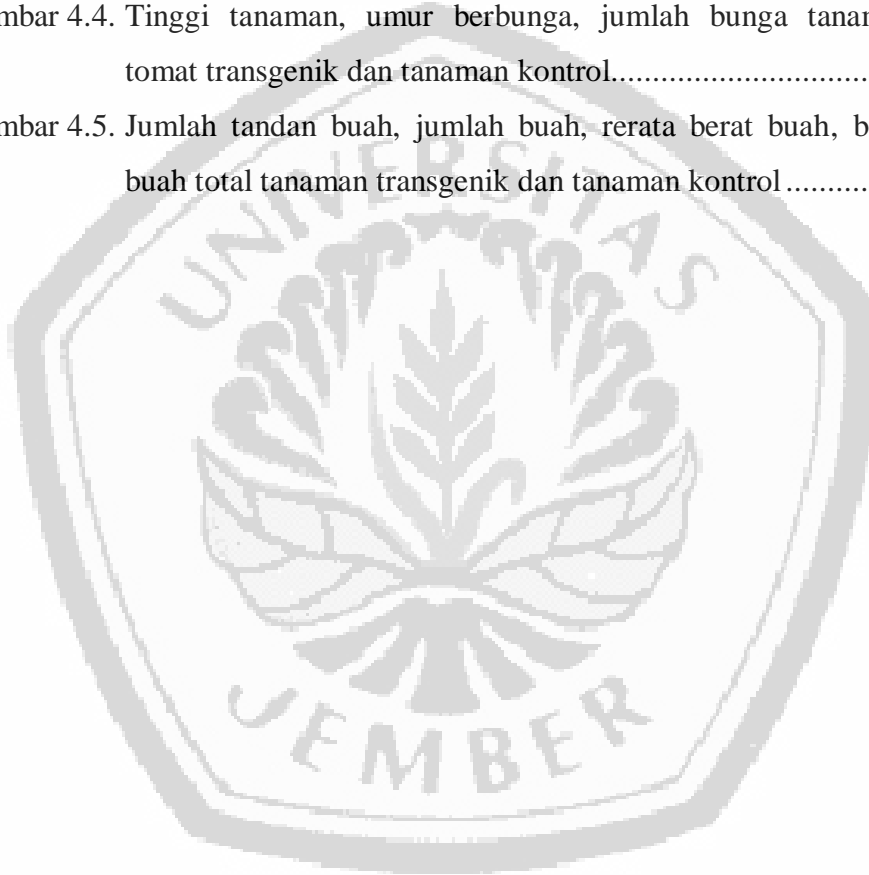 mbar 4.4. Tinggi tanaman, umur berbunga, jumlah bunga tanar
tomat transgenik dan tanaman kontrol................................
mbar 4.5. Jumlah tandan buah, jumlah buah, rerata berat buah, b
buah total tanaman transgenik dan tanaman kontrol ..........
UNIVERSITAS
JEMBER